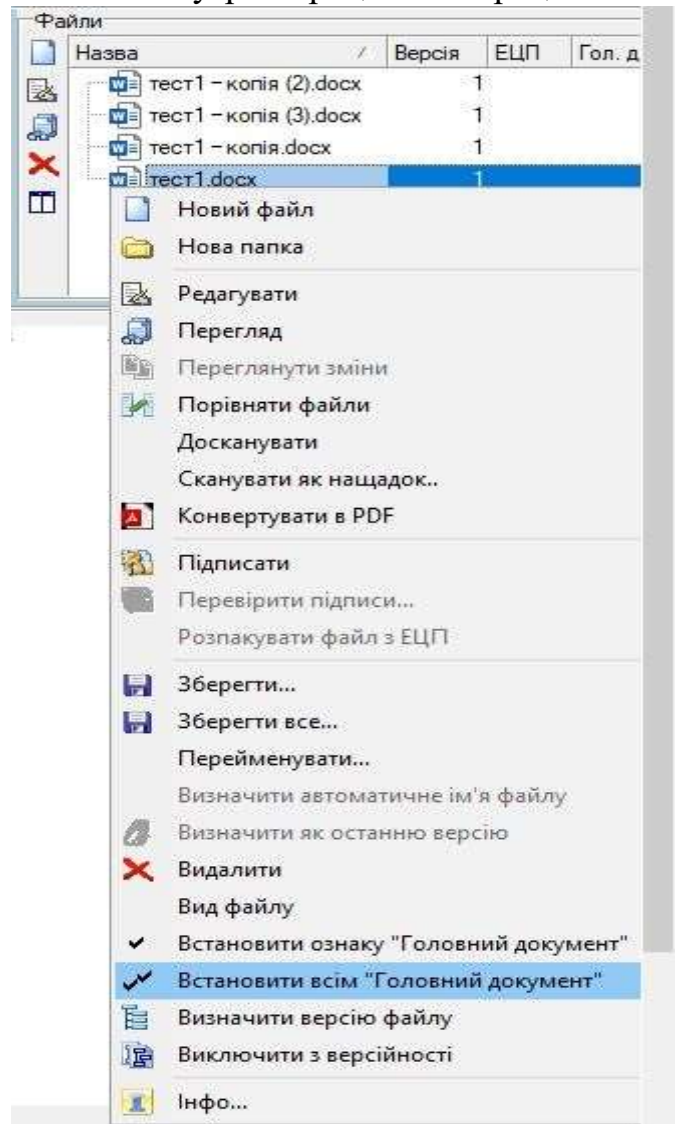 Файли
Назва Версія ЕЦП Гол. д
тест1 – копія (2).docx 1
тест1 – копія (3).docx 1
тест1 – копія.docx 1
тест1.docx 1
Новий файл
Нова папка
Редагувати
Перегляд
Переглянути зміни
Порівняти файли
Досканувати
Сканувати як нащадок..
Конвертувати в PDF
Підписати
Перевірити підписи...
Розпакувати файл з ЕЦП
Зберегти...
Зберегти все...
Перейменувати...
Визначити автоматичне ім'я файлу
Визначити як останню версію
Видалити
Вид файлу
Встановити ознаку "Головний документ"
Встановити всім "Головний документ"
Визначити версію файлу
Виключити з версійності
Інфо...